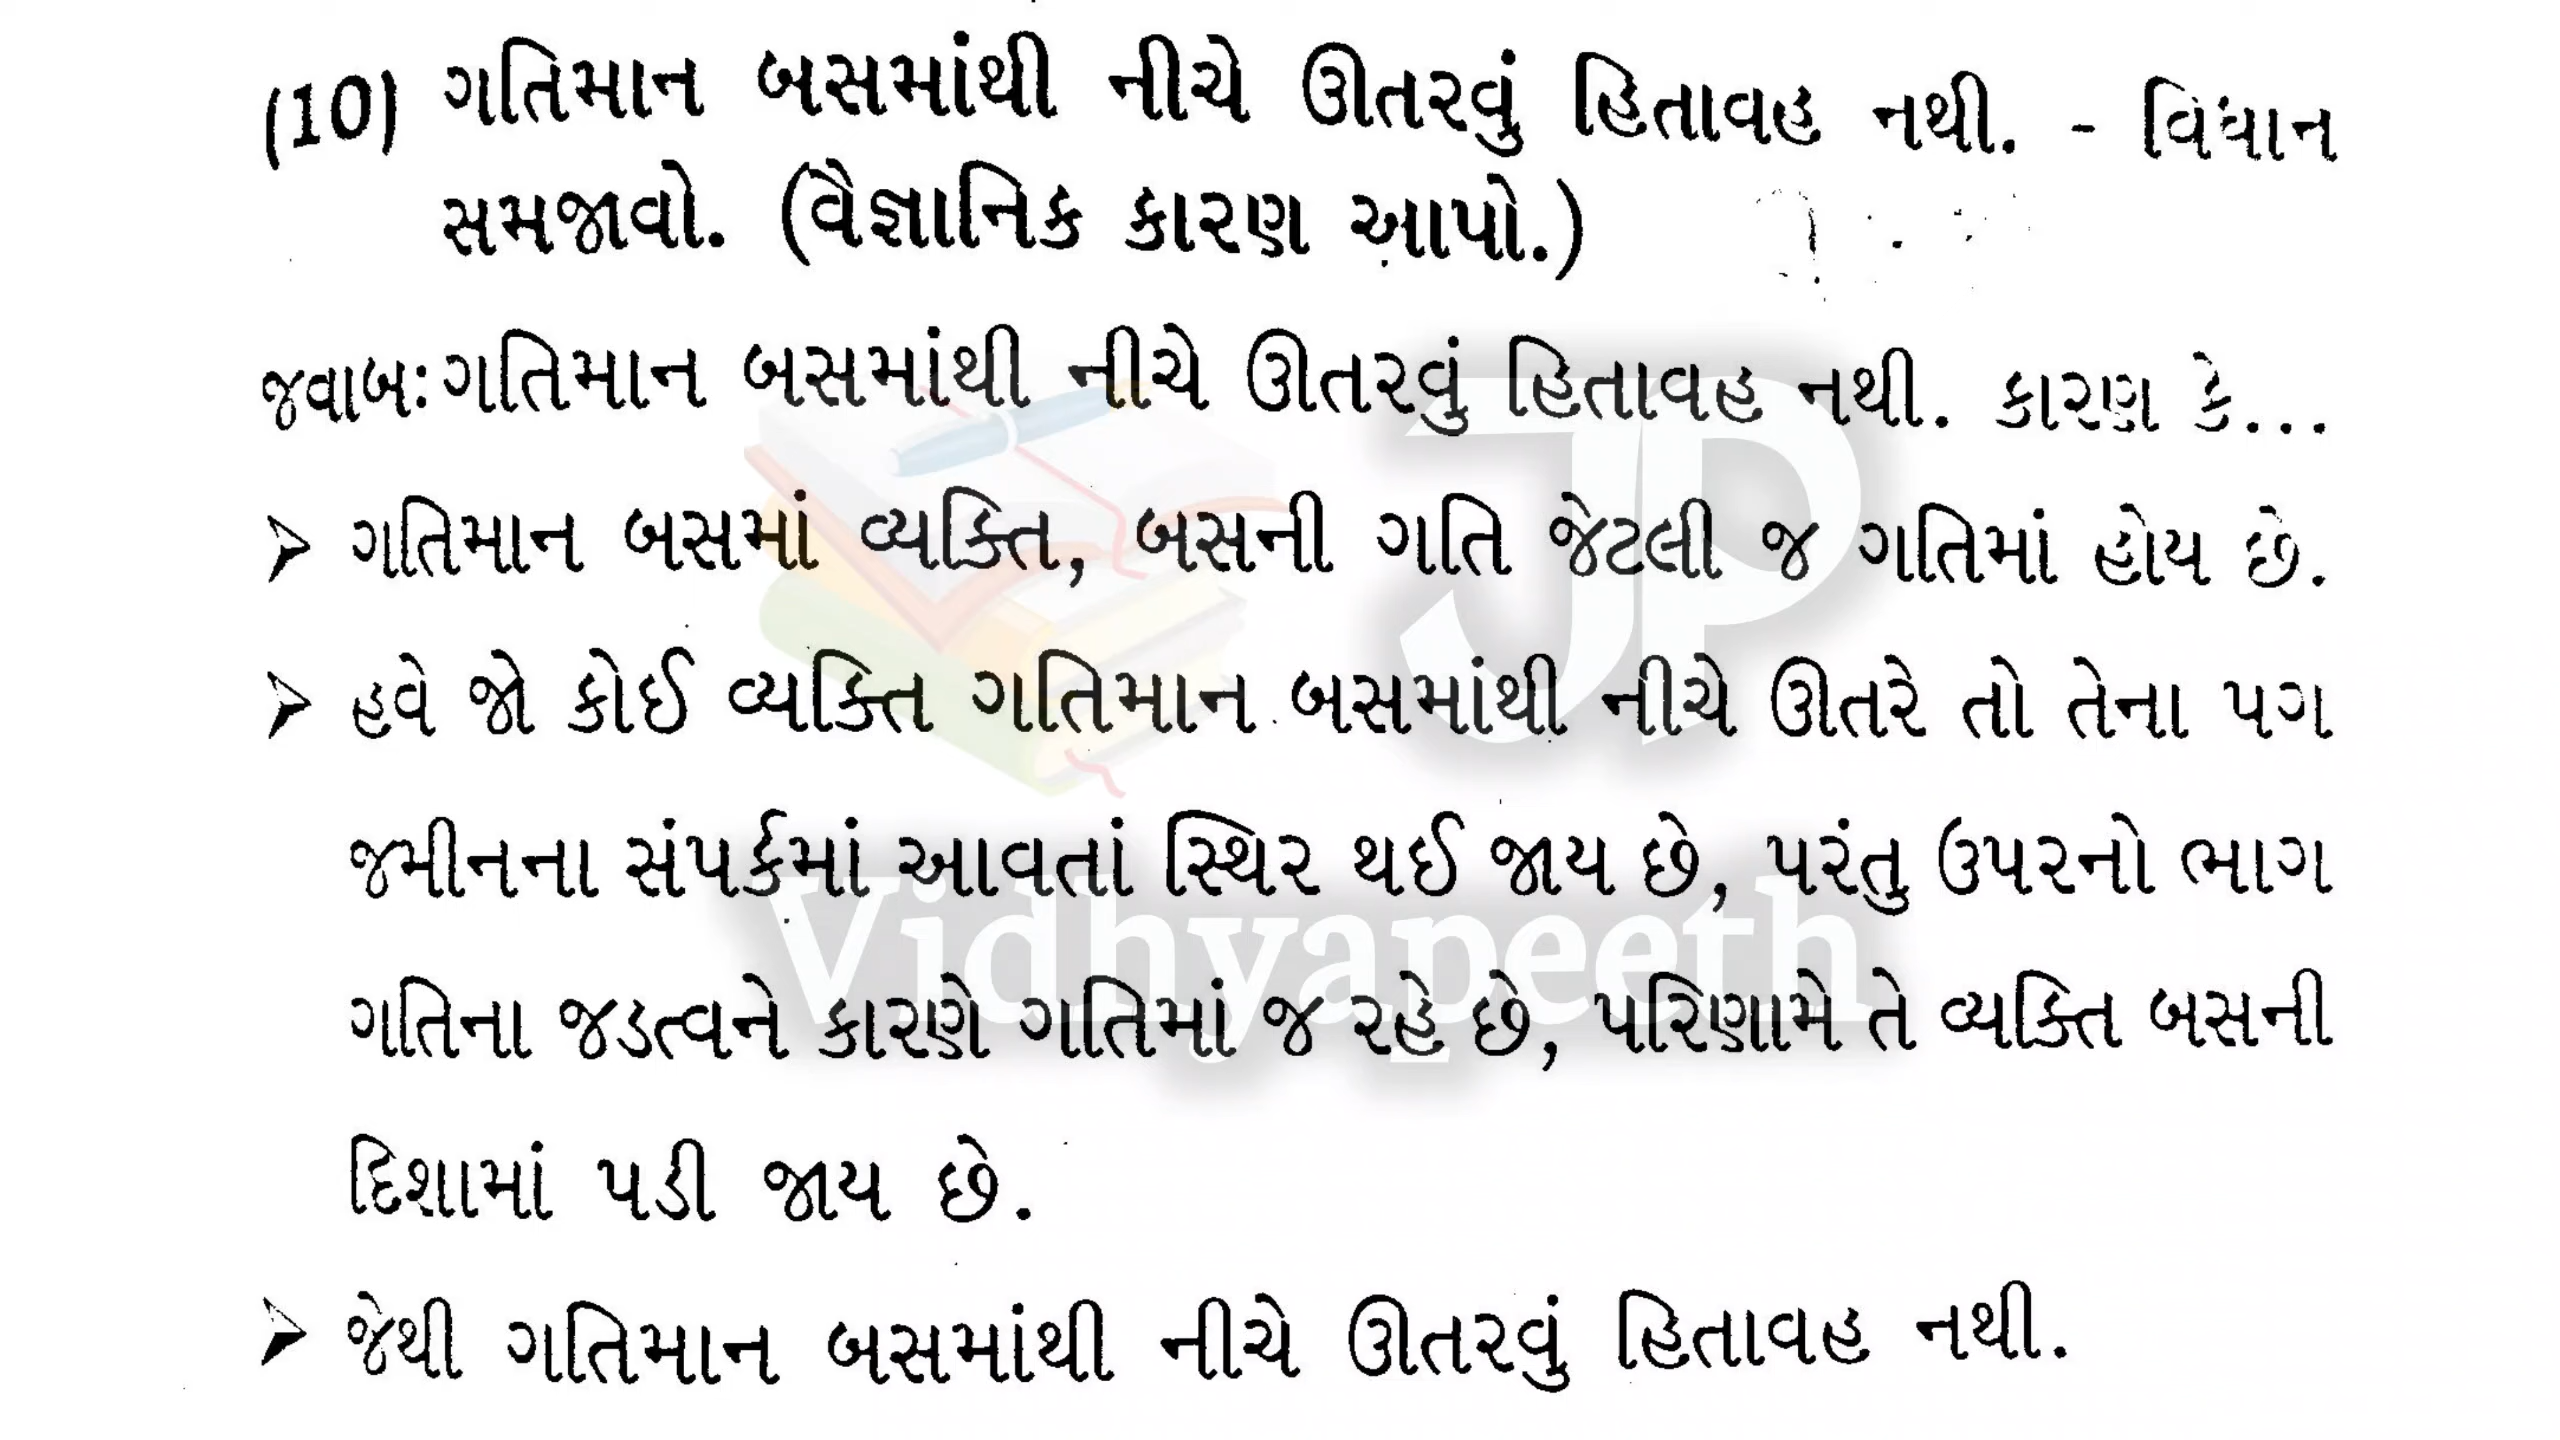 (10) ગતિમાન બસમાંથી નીચે ઊતરવું હિતાવહ નથી. - વિધાન
સમજાવો. (વૈજ્ઞાનિક કારણ આપો.)
જવાબ: ગતિમાન બસમાંથી નીચે ઊતરવું હિતાવહ નથી. કારણ કે...
➢ ગતિમાન બસમાં વ્યક્તિ, બસની ગતિ જેટલી જ ગતિમાં હોય છે.
➢ હવે જો કોઈ વ્યક્તિ ગતિમાન બસમાંથી નીચે ઊતરે તો તેના પગ
જમીનના સંપર્કમાં આવતાં સ્થિર થઈ જાય છે, પરંતુ ઉપરનો ભાગ
ગતિના જડત્વને કારણે ગતિમાં જ રહે છે, પરિણામે તે વ્યક્તિ બસની
દિશામાં પડી જાય છે.
➢ જેથી ગતિમાન બસમાંથી નીચે ઊતરવું હિતાવહ નથી.
JP
Vidhyapeeth